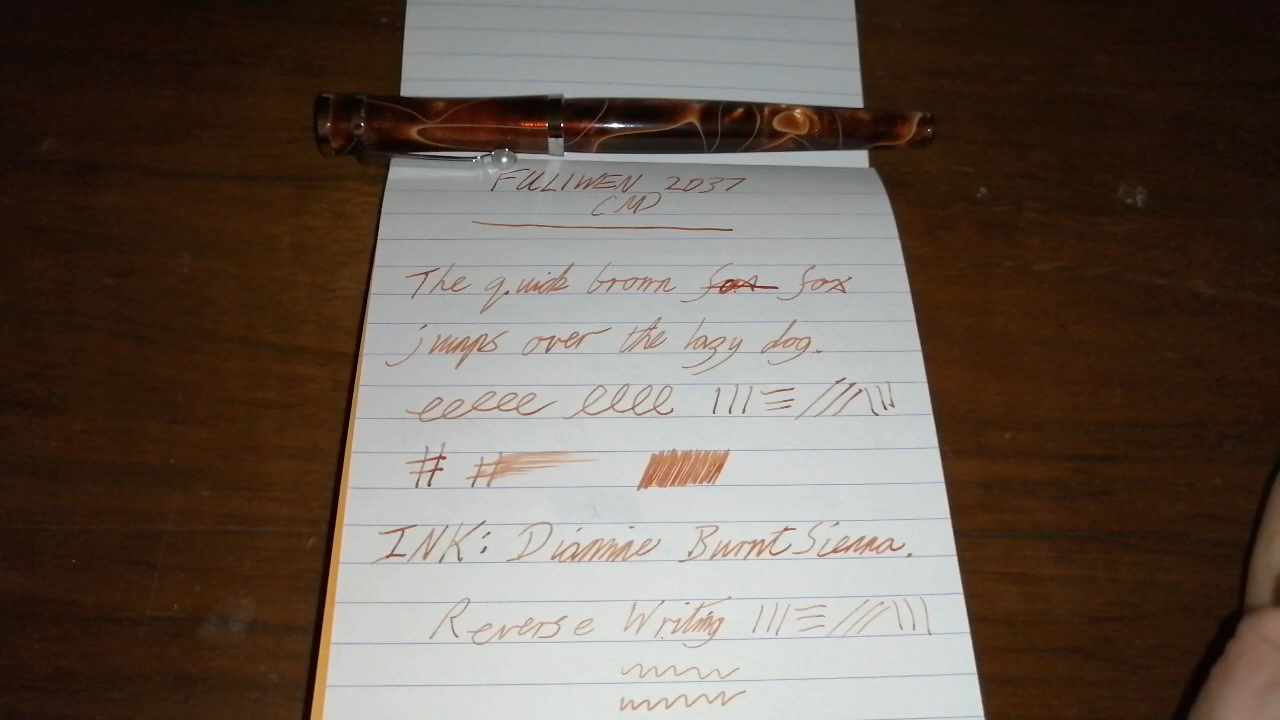 FULIWEN 2037
(M)
The quick brown fox fox
jumps over the lazy dog.
eeeee llll
# #
INK: Diamine Burnt Sienna.
Reverse Writing